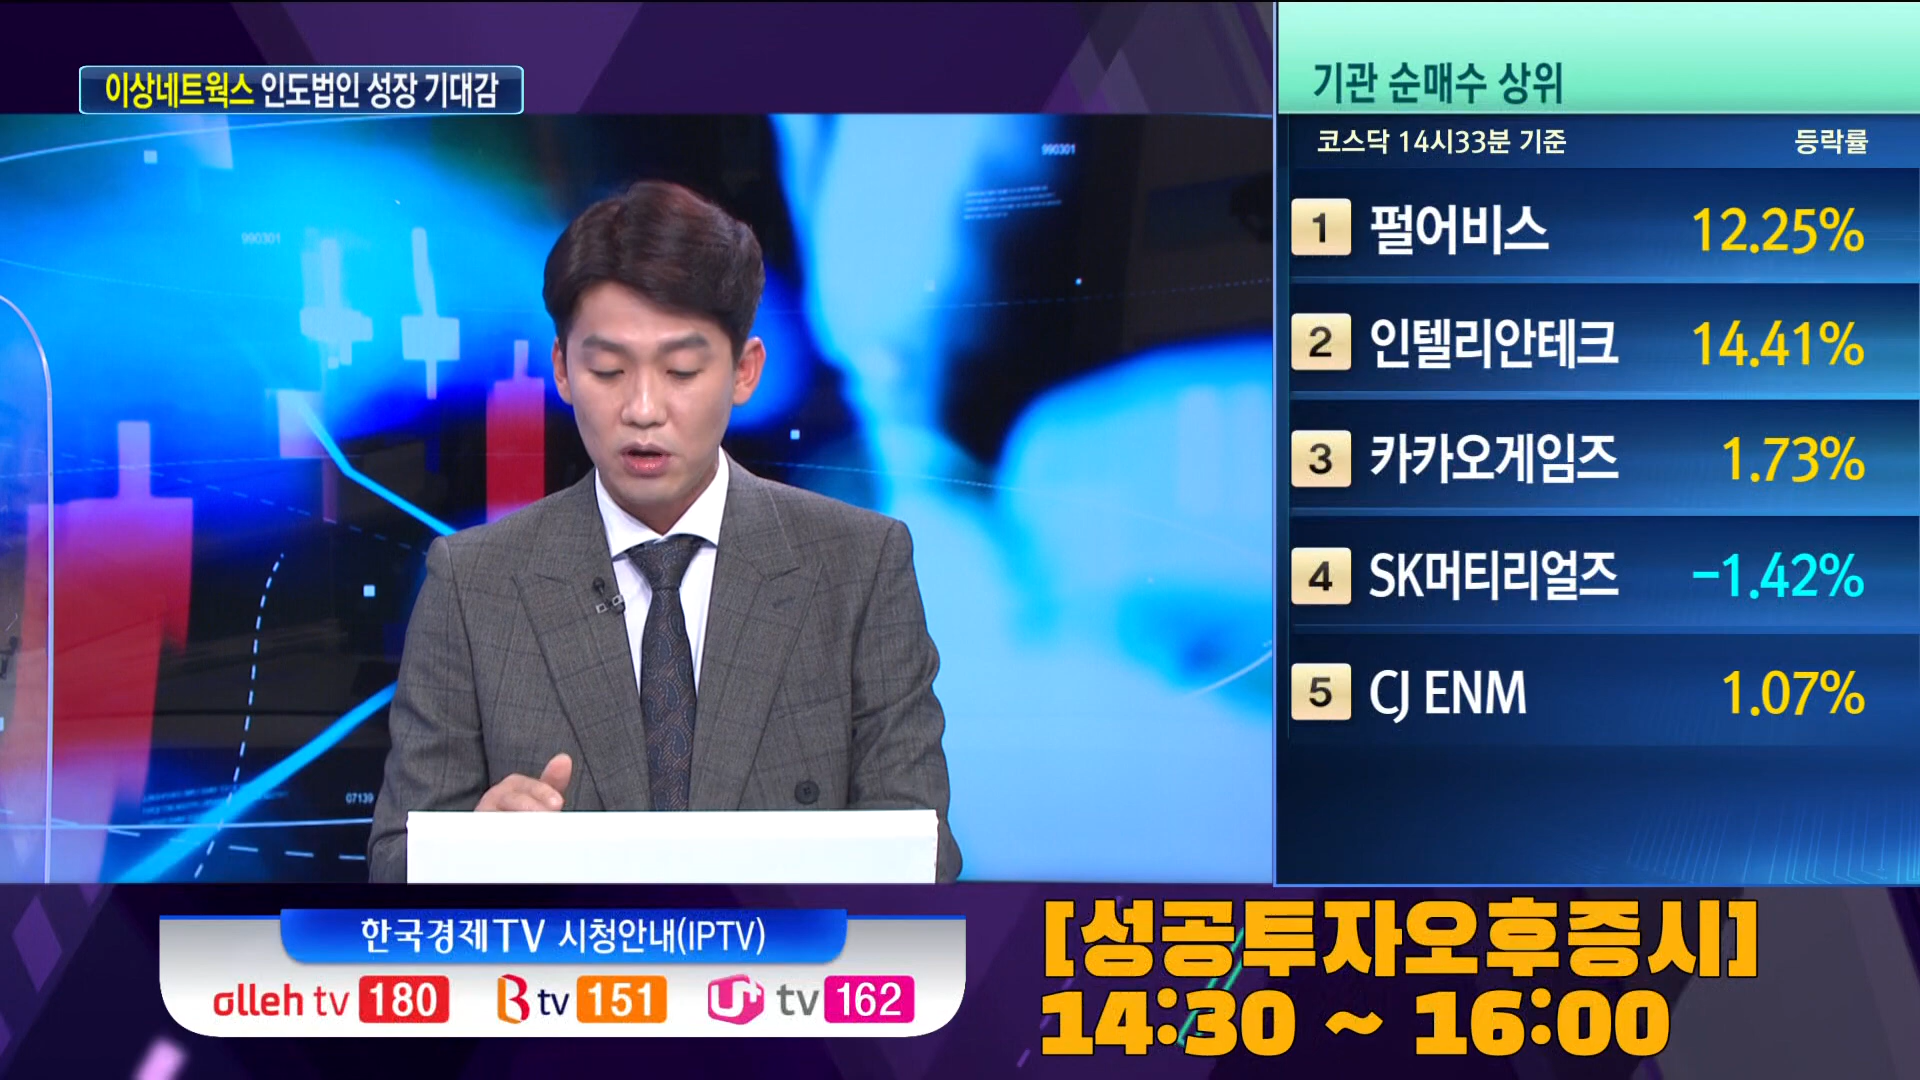 이상네트웍스 인도법인 성장 기대감
기관 순매수 상위
코스닥 14시33분 기준 등락률
1 펄어비스 12.25%
2 인텔리안테크 14.41%
3 카카오게임즈 1.73%
4 SK머티리얼즈 -1.42%
5 CJ ENM 1.07%
990301
990301
07139
한국경제TV 시청안내(IPTV)
olleh tv 180 B tv 151 U+ tv 162
[성공투자오후증시]
14:30 ~ 16:00